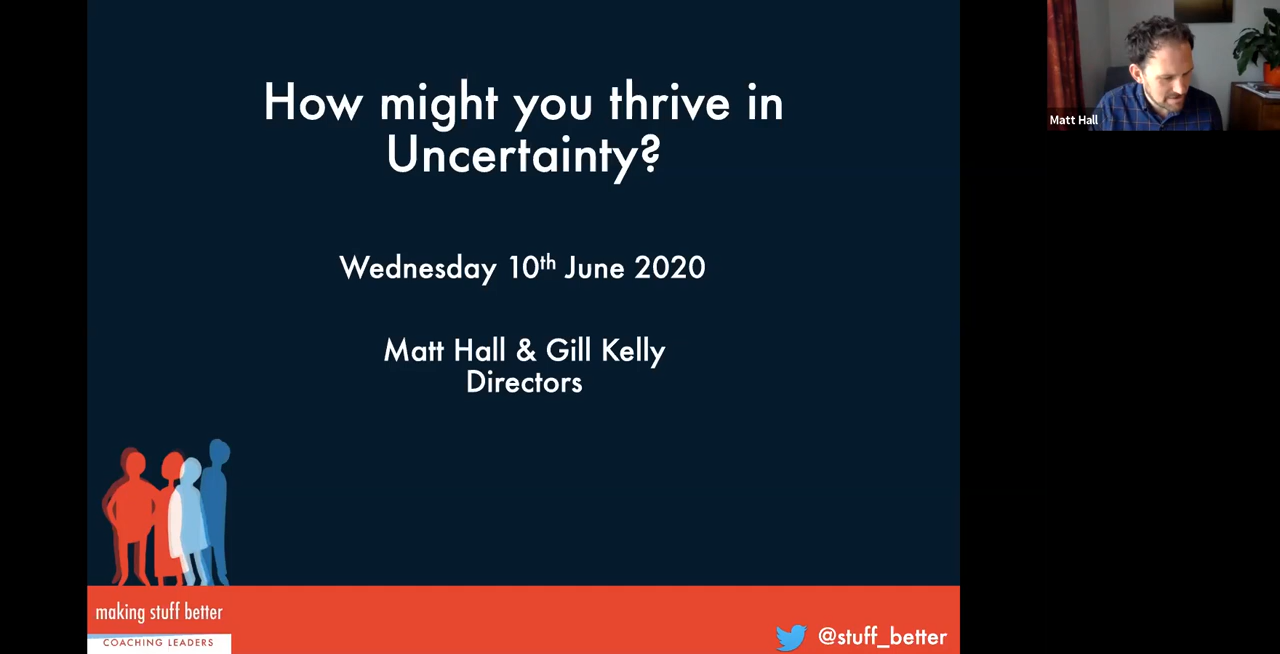 How might you thrive in
Uncertainty?
Wednesday 10th June 2020
Matt Hall & Gill Kelly
Directors
making stuff better
COACHING LEADERS
@stuff_better
Matt Hall